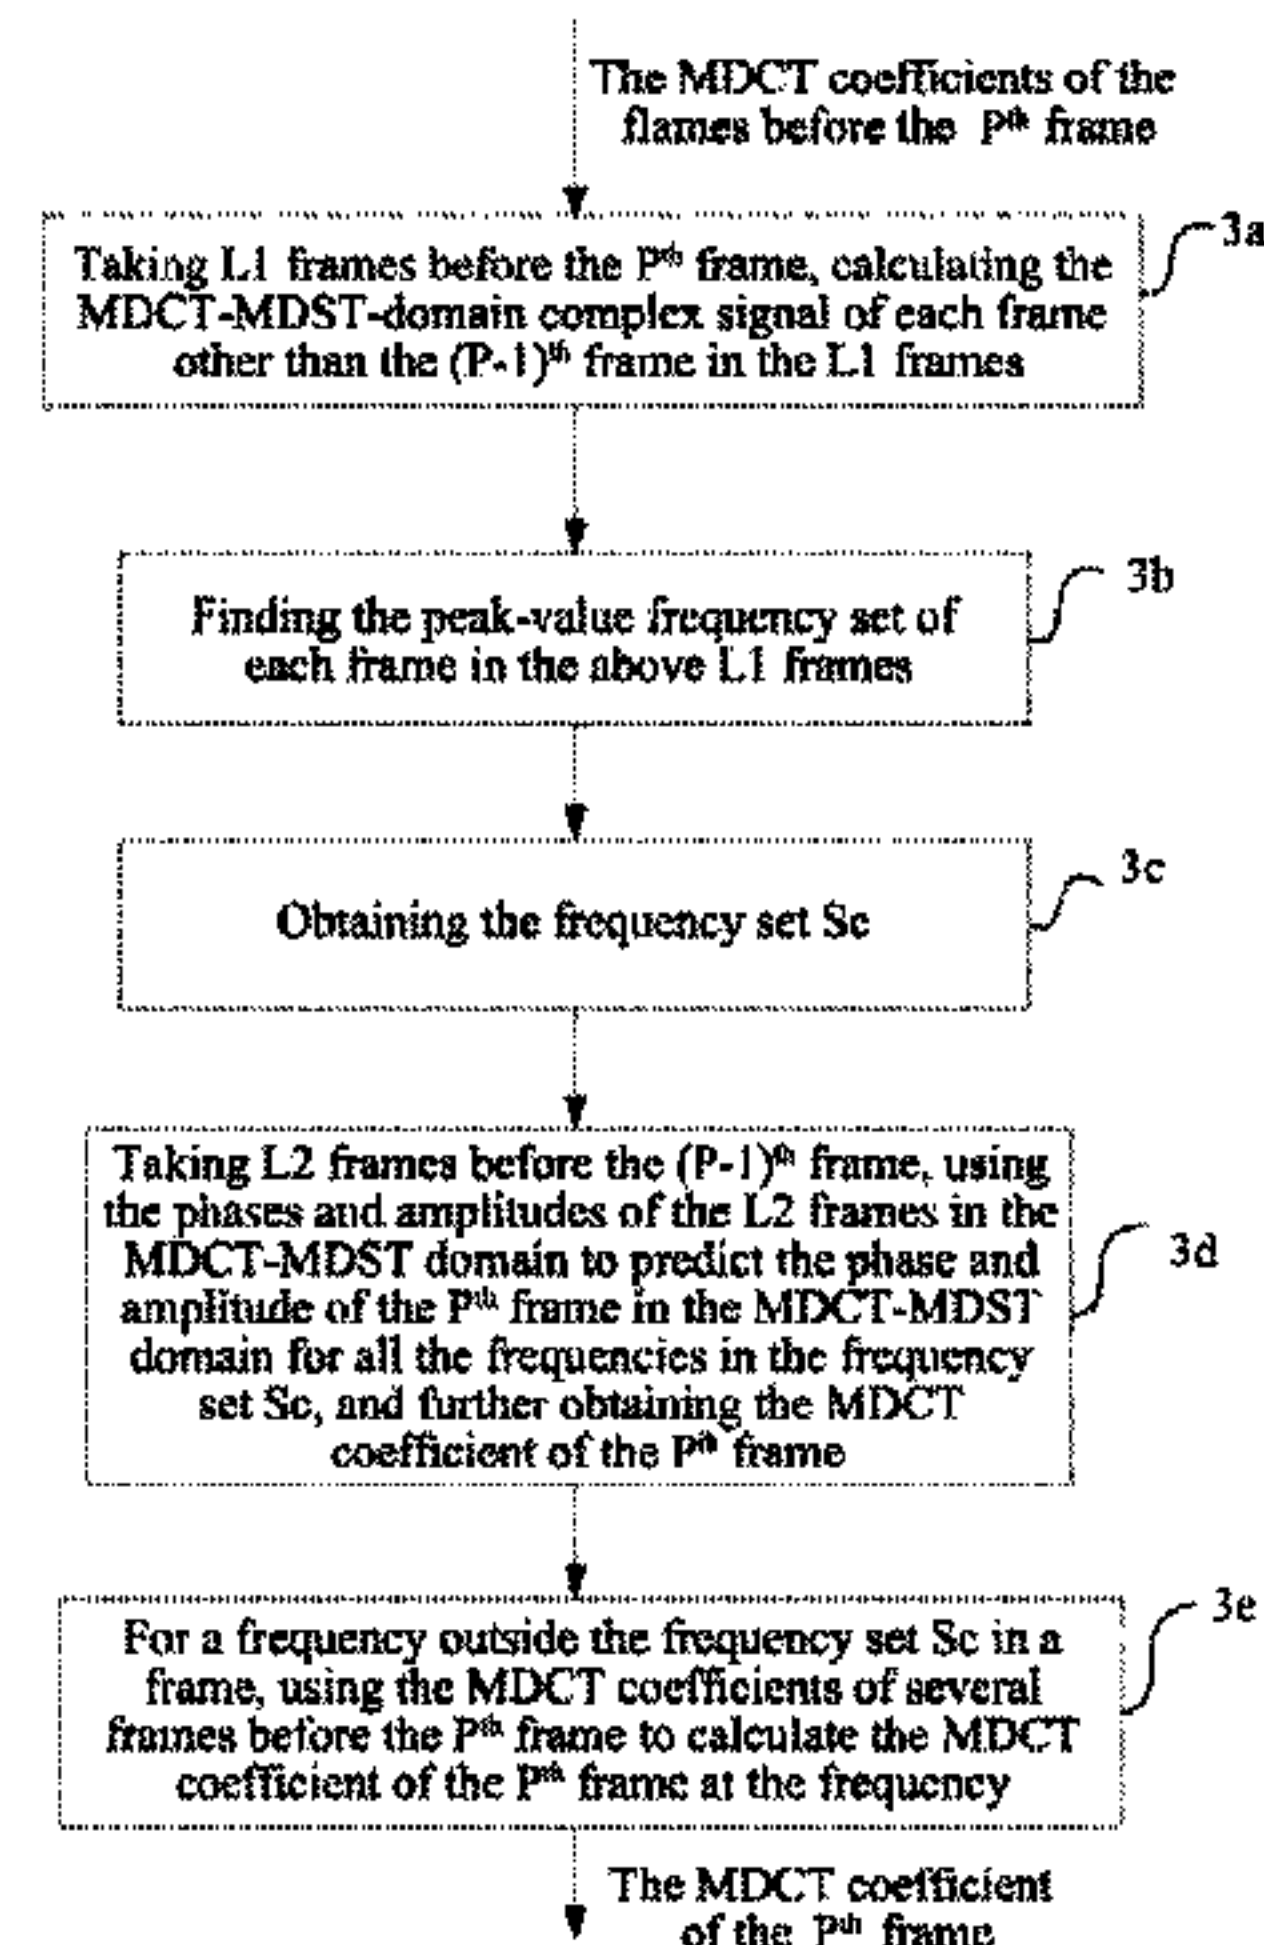 The MDCT coefficients of the
flames before the Pth frame
3a
Taking L1 frames before the Pth frame, calculating the
MDCT-MDST-domain complex signal of each frame
other than the (P-1)th frame in the L1 frames
3b
Finding the peak-value frequency set of
each frame in the above L1 frames
3c
Obtaining the frequency set Sc
Taking L2 frames before the (P-1)th frame, using
the phases and amplitudes of the L2 frames in the
MDCT-MDST domain to predict the phase and
3d
amplitude of the Pth frame in the MDCT-MDST
domain for all the frequencies in the frequency
set Sc, and further obtaining the MDCT
coefficient of the Pth frame
3e
For a frequency outside the frequency set Sc in a
frame, using the MDCT coefficients of several
frames before the Pth frame to calculate the MDCT
coefficient of the Pth frame at the frequency
The MDCT coefficient
of the Pth frame